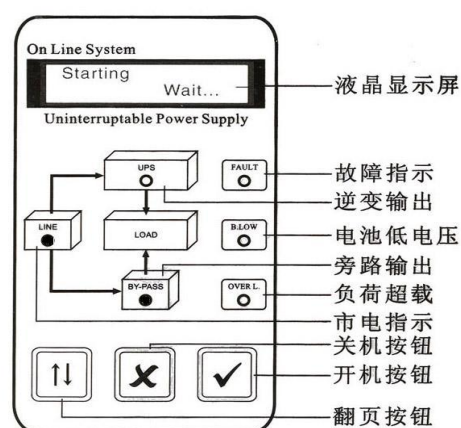 On Line System
Starting
Wait...
液晶显示屏
Uninterruptable Power Supply
UPS
FAULT
故障指示
逆变输出
LINE
LOAD
B.LOW
电池低电压
旁路输出
BY-PASS
OVER L.
负荷超载
市电指示
关机按钮
开机按钮
翻页按钮